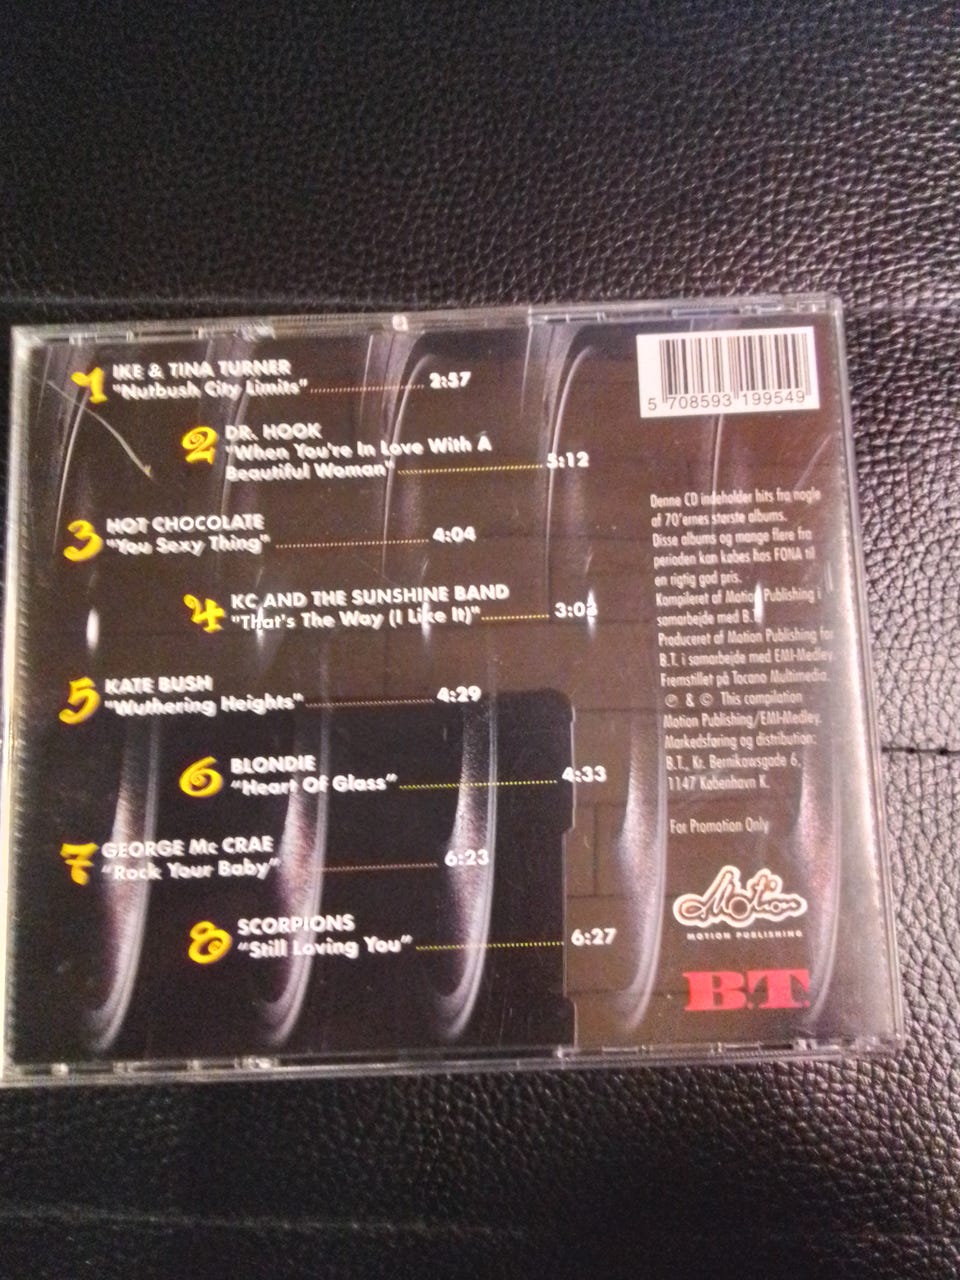 1 IKE & TINA TURNER
"Nutbush City Limits" 2:57
2 DR. HOOK
"When You're In Love With A
Beautiful Woman" 5:12
3 HOT CHOCOLATE
"You Sexy Thing" 4:04
4 KC AND THE SUNSHINE BAND
"That's The Way (I Like It)"
5 KATE BUSH
"Wuthering Heights" 4:29
6 BLONDIE
"Heart Of Glass" 4:33
7 GEORGE Mc CRAE
"Rock Your Baby" 6:23
8 SCORPIONS
"Still Loving You" 6:27
5 708593 199549
Denne CD indeholder hits fra nogle
af 70'ernes største albums.
Disse albums og mange flere fra
perioden kan købes hos FONA til
en rigtig god pris.
Kompileret af Motion Publishing i
samarbejde med B.T.
Produceret af Motion Publishing for
B.T. i samarbejde med EMI-Medley.
Fremstillet på Tocano Multimedia.
℗ & © This compilation
Motion Publishing/EMI-Medley.
Markedsføring og distribution:
B.T., Kr. Bernikowsgade 6,
1147 København K.
For Promotion Only
Motion
MOTION PUBLISHING
B.T.